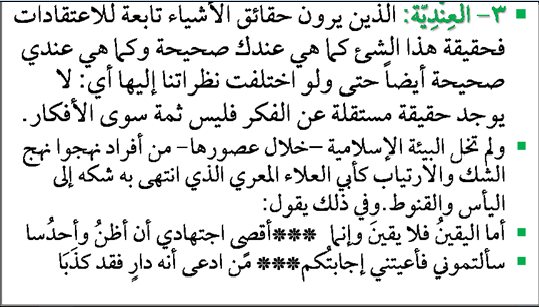 ▪ ٣- العِنْدِيّة: الذين يرون حقائق الأشياء تابعة للاعتقادات
فحقيقة هذا الشئ كما هي عندك صحيحة وكما هي عندي
صحيحة أيضاً حتى ولو اختلفت نظراتنا إليها أي: لا
يوجد حقيقة مستقلة عن الفكر فليس ثمة سوى الأفكار.
▪ ولم تخل البيئة الإسلامية –خلال عصورها- من أفراد نهجوا نهج
الشك والارتياب كأبي العلاء المعري الذي انتهى به شكه إلى
اليأس والقنوط.وفي ذلك يقول:
▪ أما اليقينُ فلا يقينَ وإنما ***أقصى اجتهادي أن أظنُ وأحدُسا
▪ سألتموني فأعيتني إجابتُكم*** مَن ادعى أنه دارٍ فقد كذَبَا